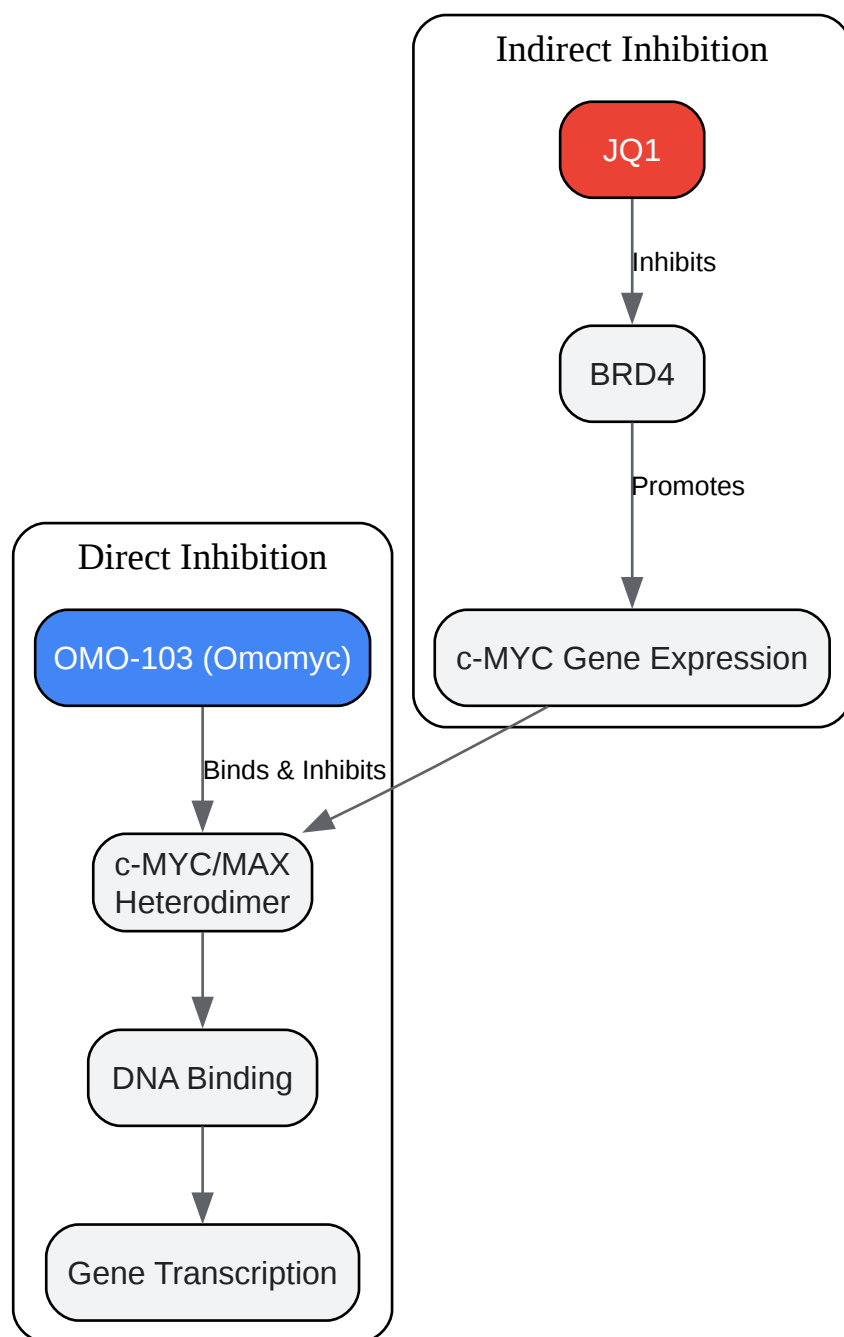 Indirect Inhibition
JQ1
Inhibits
BRD4
Promotes
Direct Inhibition
OMO-103 (Omomyc)
c-MYC Gene Expression
Binds & Inhibits
c-MYC/MAX
Heterodimer
DNA Binding
Gene Transcription